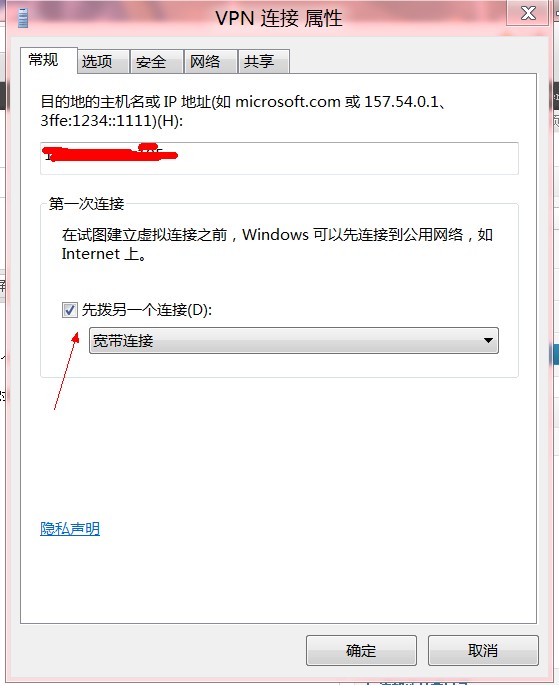 VPN 连接 属性
常规 选项 安全 网络 共享
目的地的主机名或 IP 地址(如 microsoft.com 或 157.54.0.1、
3ffe:1234::1111)(H):
第一次连接
在试图建立虚拟连接之前，Windows 可以先连接到公用网络，如
Internet 上。
先拨另一个连接(D):
宽带连接
隐私声明
确定 取消